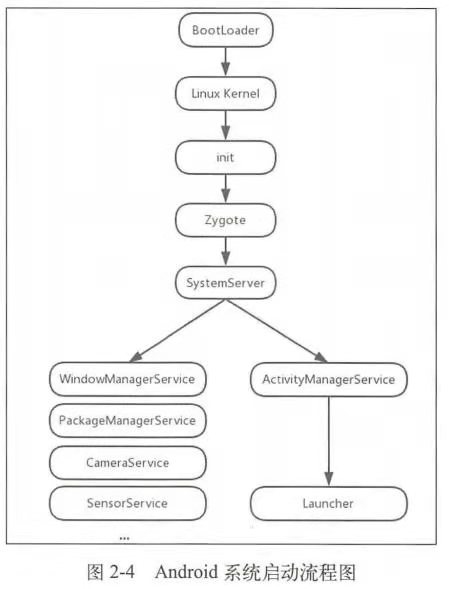 BootLoader
Linux Kernel
init
Zygote
SystemServer
WindowManagerService
ActivityManagerService
PackageManagerService
CameraService
SensorService
Launcher
...
图 2-4 Android 系统启动流程图